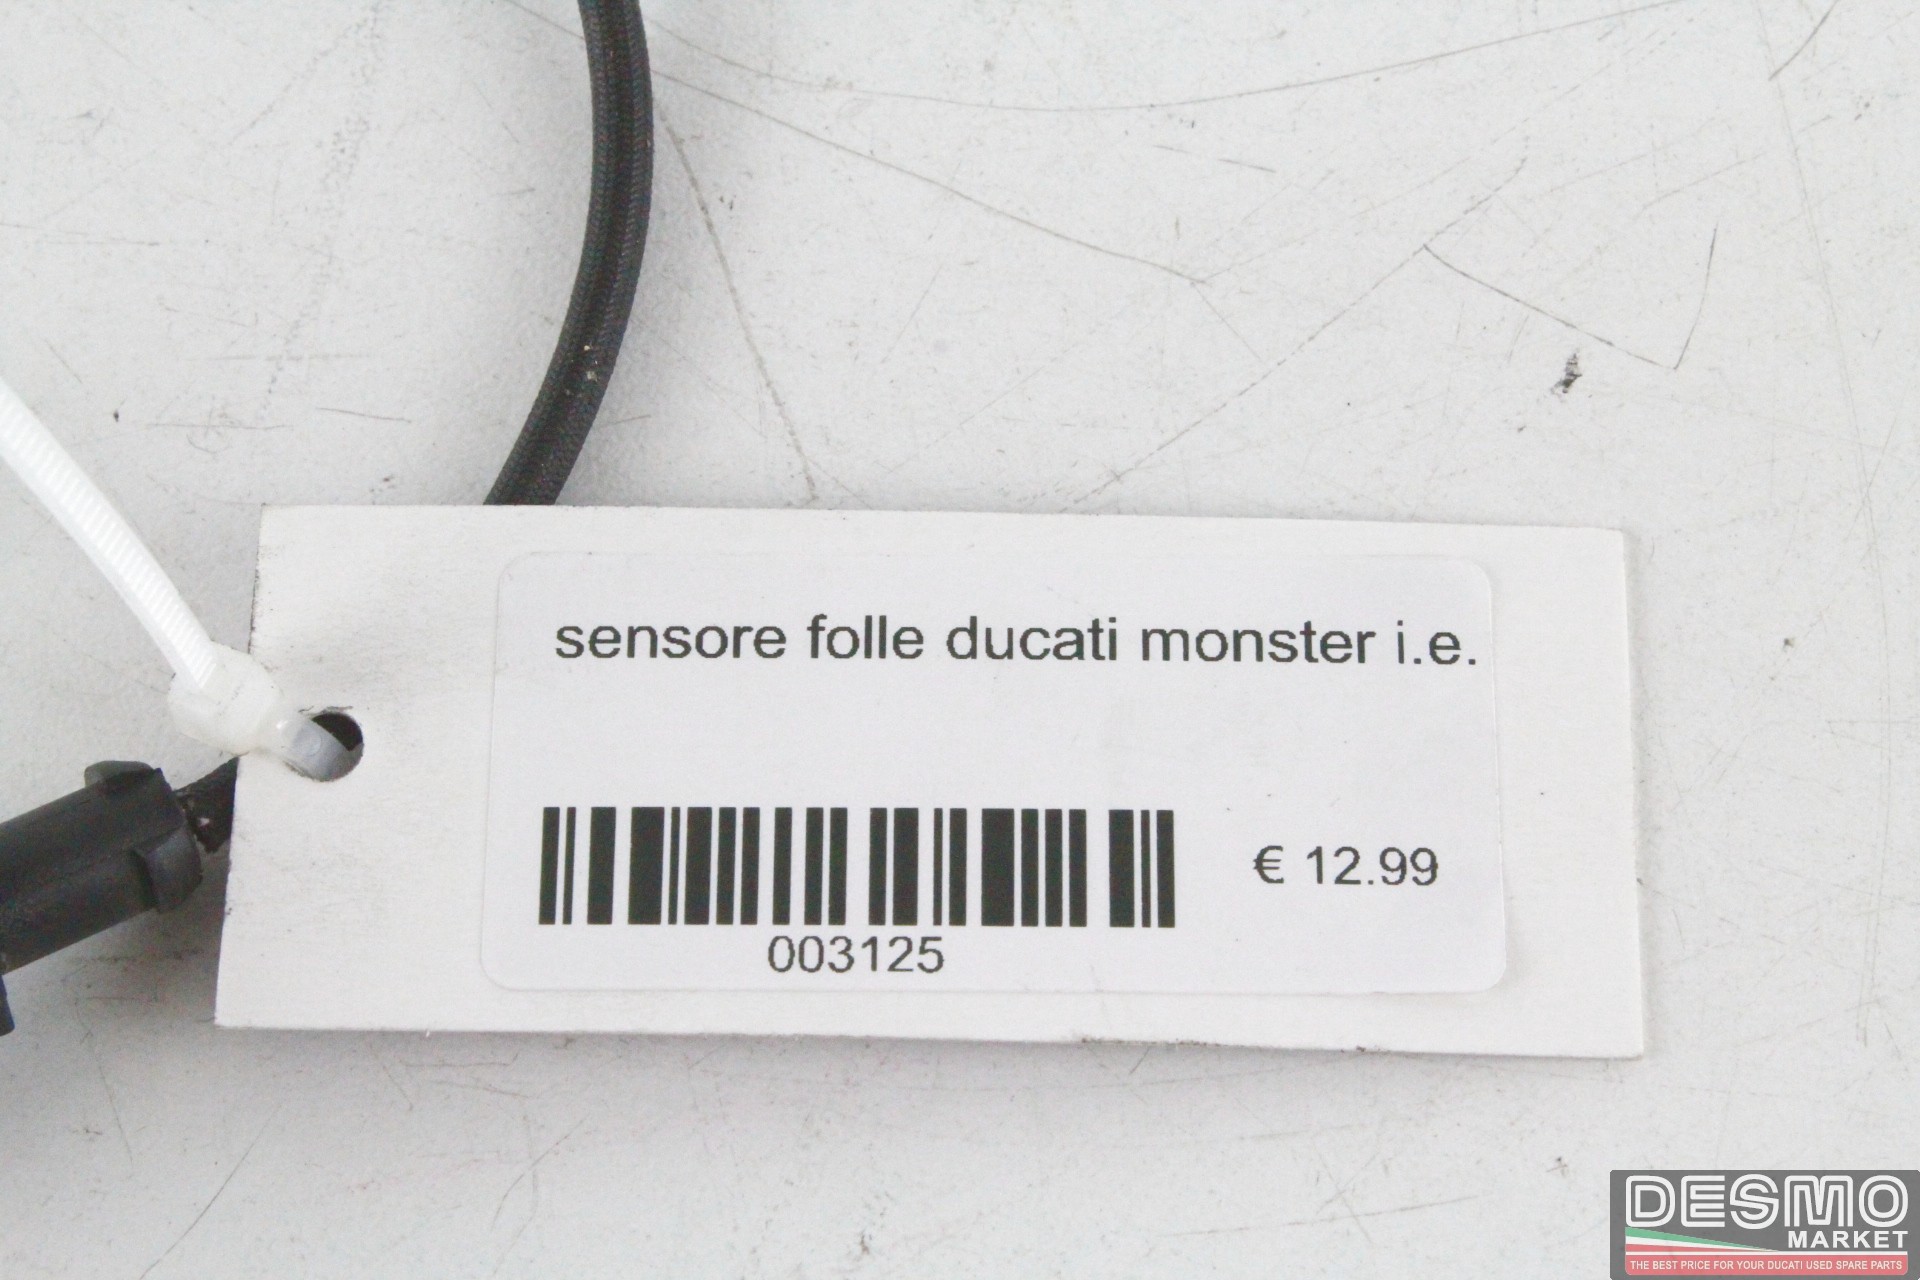 sensore folle ducati monster i.e.
€ 12.99
003125
DESMO
MARKET
THE BEST PRICE FOR YOUR DUCATI USED SPARE PARTS